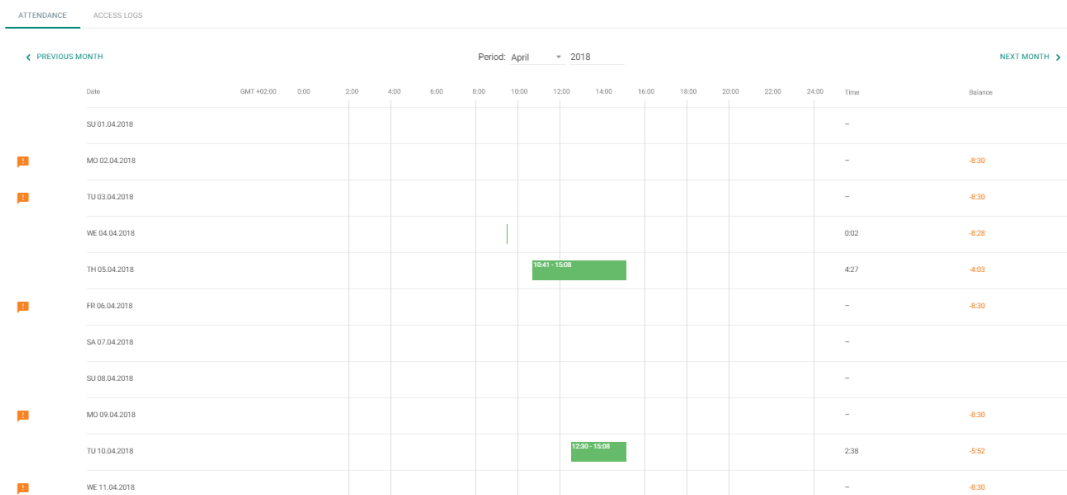 ATTENDANCE ACCESS LOGS
PREVIOUS MONTH Period: April 2018 NEXT MONTH
Date GMT +02:00 0:00 2:00 4:00 6:00 8:00 10:00 12:00 14:00 16:00 18:00 20:00 22:00 24:00 Time Balance
SU 01.04.2018 –
MO 02.04.2018 – -8:30
TU 03.04.2018 – -8:30
WE 04.04.2018 0:02 -8:28
TH 05.04.2018 10:41 - 15:08 4:27 -4:03
FR 06.04.2018 – -8:30
SA 07.04.2018 –
SU 08.04.2018 –
MO 09.04.2018 – -8:30
TU 10.04.2018 12:30 - 15:08 2:38 -5:52
WE 11.04.2018 – -8:30